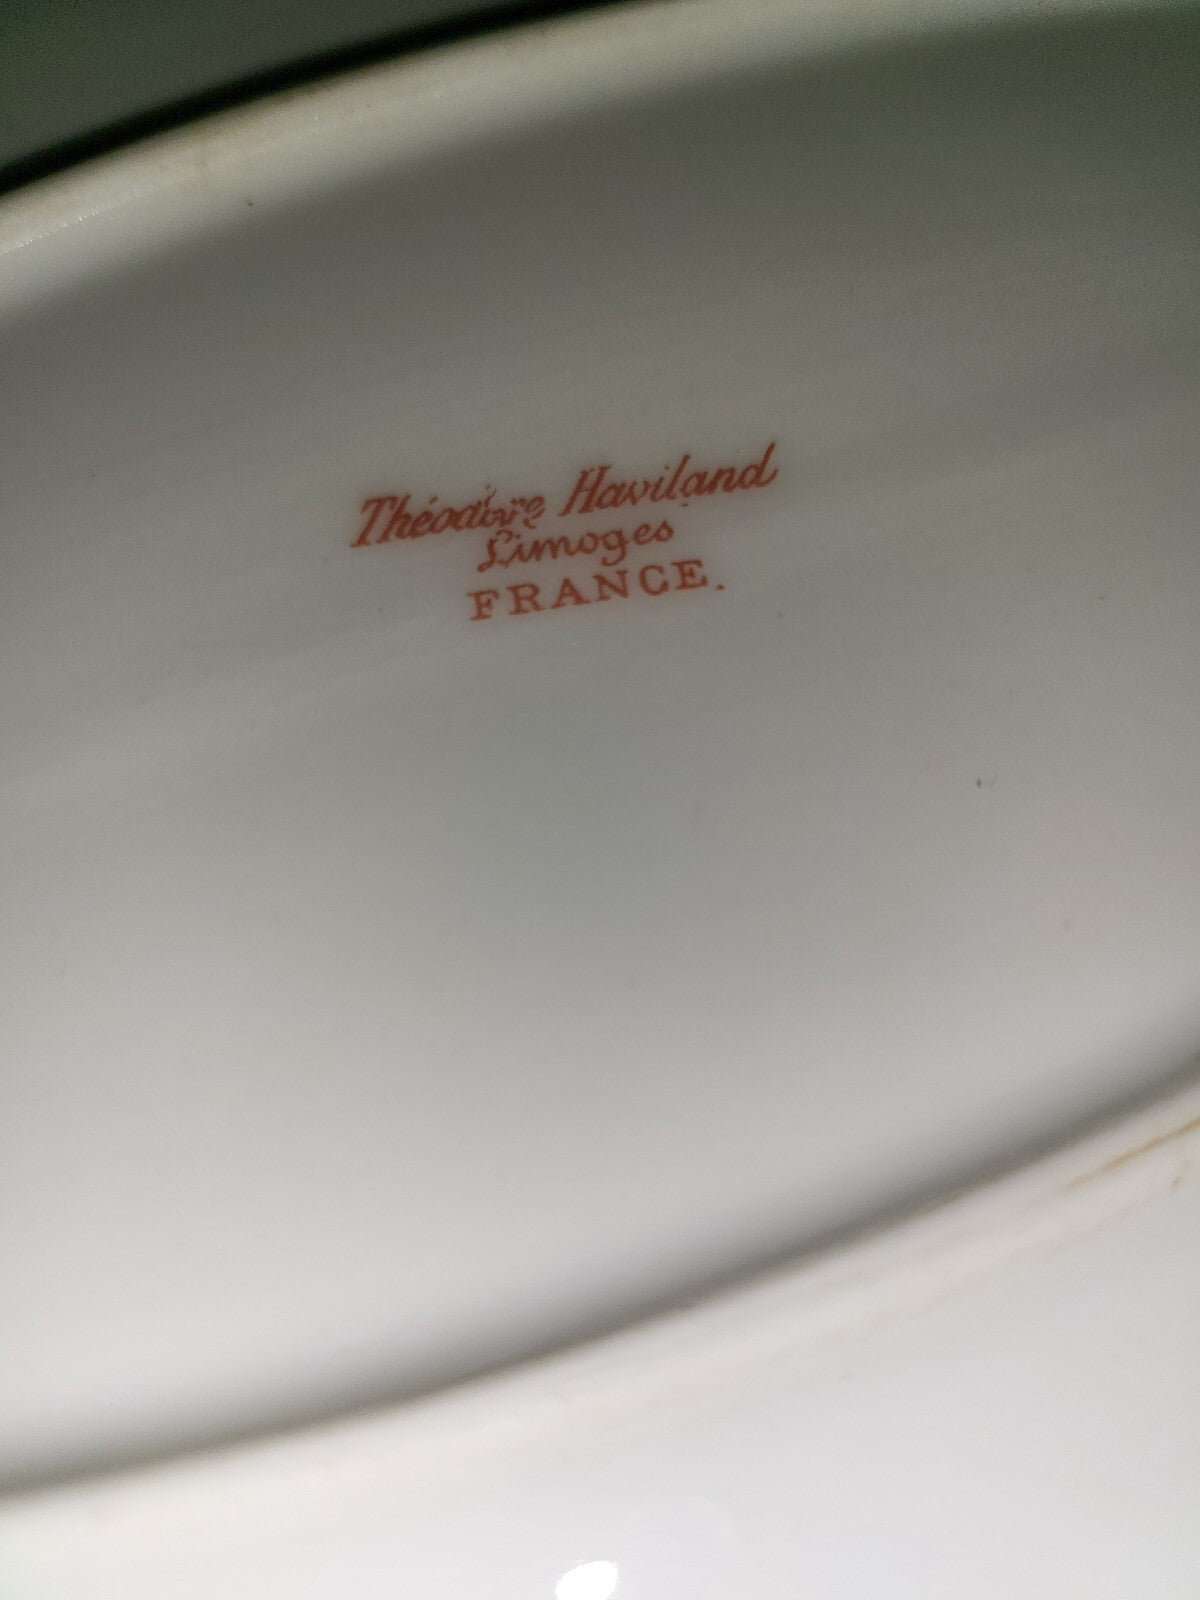 Théodore Haviland
Limoges
FRANCE.